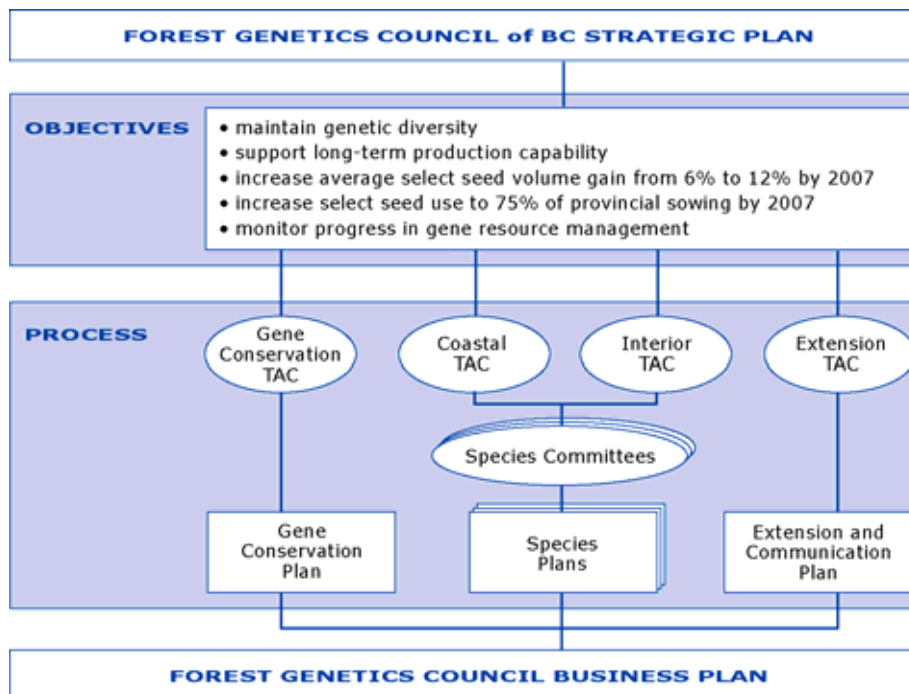 FOREST GENETICS COUNCIL of BC STRATEGIC PLAN
OBJECTIVES
• maintain genetic diversity
• support long-term production capability
• increase average select seed volume gain from 6% to 12% by 2007
• increase select seed use to 75% of provincial sowing by 2007
• monitor progress in gene resource management
PROCESS
Gene
Conservation
TAC
Coastal
TAC
Interior
TAC
Extension
TAC
Species Committees
Gene
Conservation
Plan
Species
Plans
Extension and
Communication
Plan
FOREST GENETICS COUNCIL BUSINESS PLAN